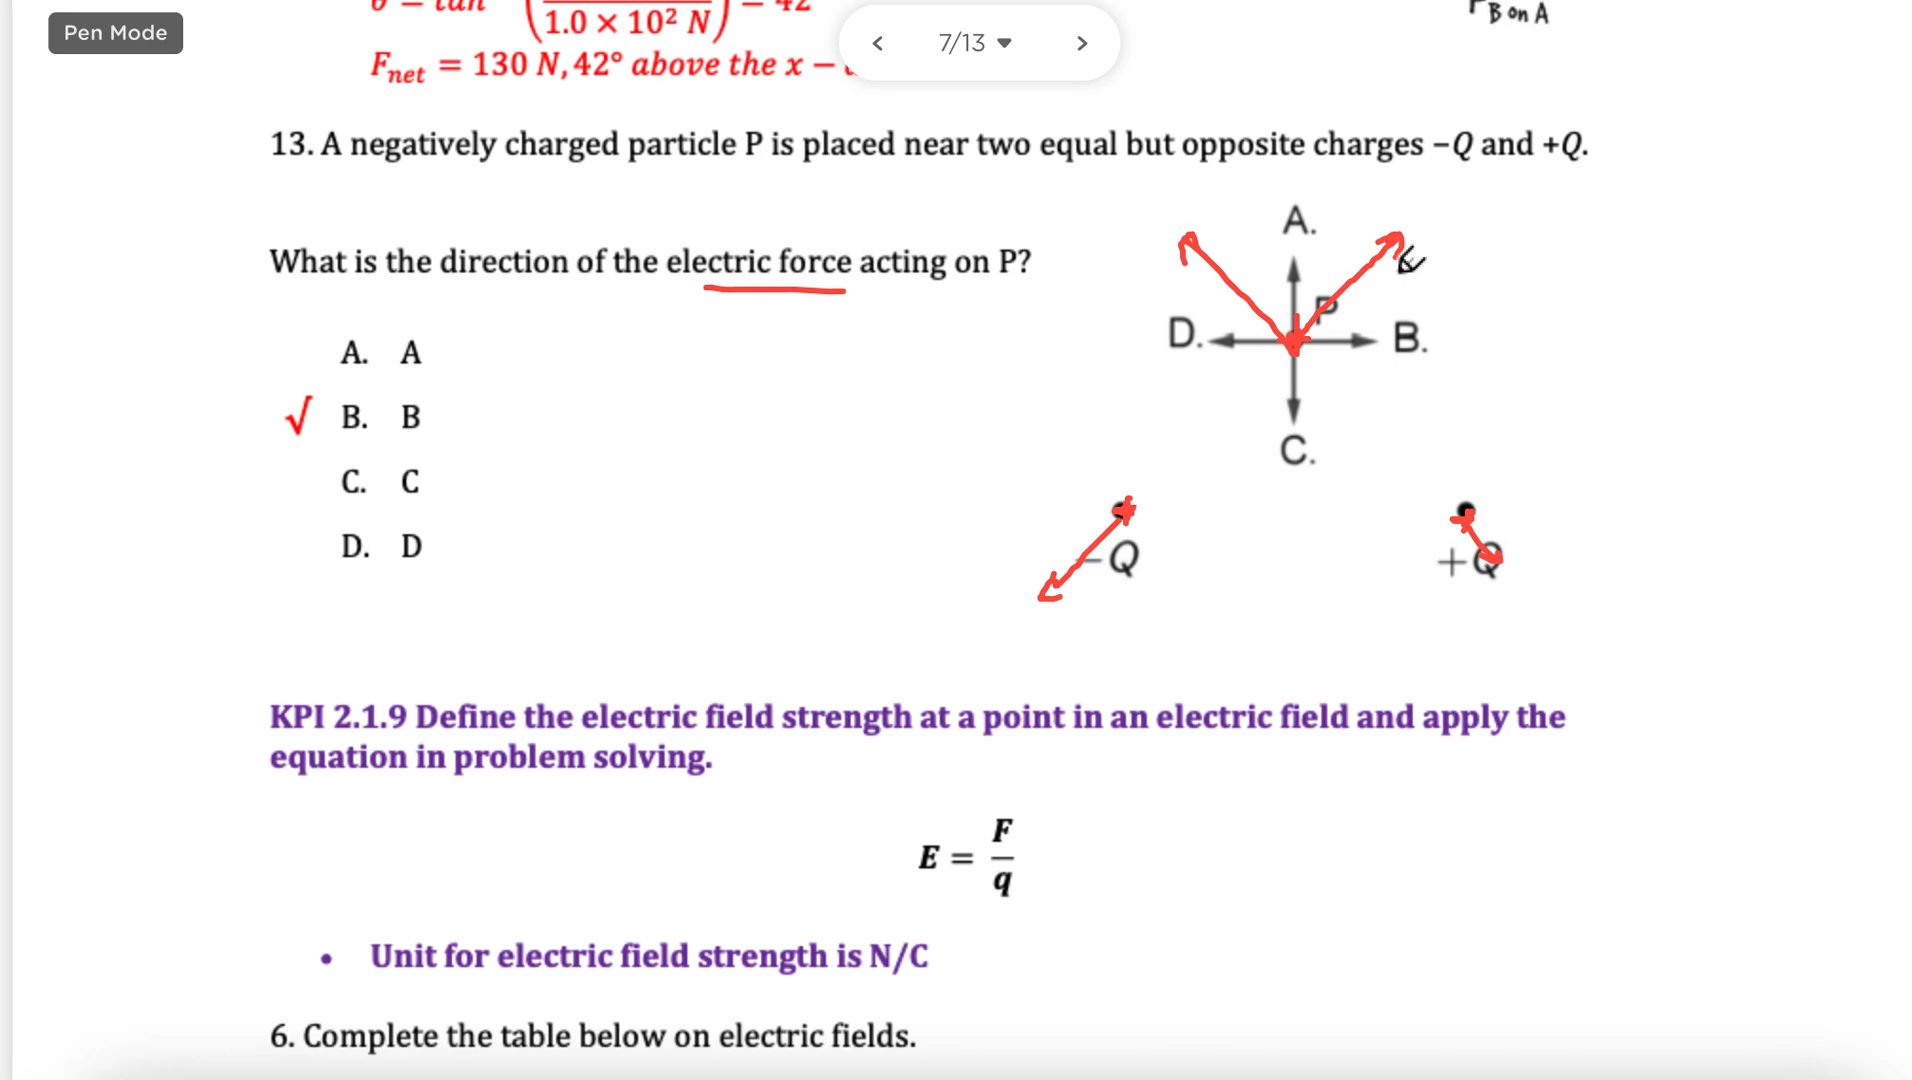 Pen Mode
7/13
1.0 × 10² N
= 42
B on A
Fnet = 130 N, 42° above the x −
13. A negatively charged particle P is placed near two equal but opposite charges −Q and +Q.
What is the direction of the electric force acting on P?
A. A
√ B. B
C. C
D. D
A.
P
D.
B.
C.
−Q
+Q
KPI 2.1.9 Define the electric field strength at a point in an electric field and apply the
equation in problem solving.
E = F/q
• Unit for electric field strength is N/C
6. Complete the table below on electric fields.